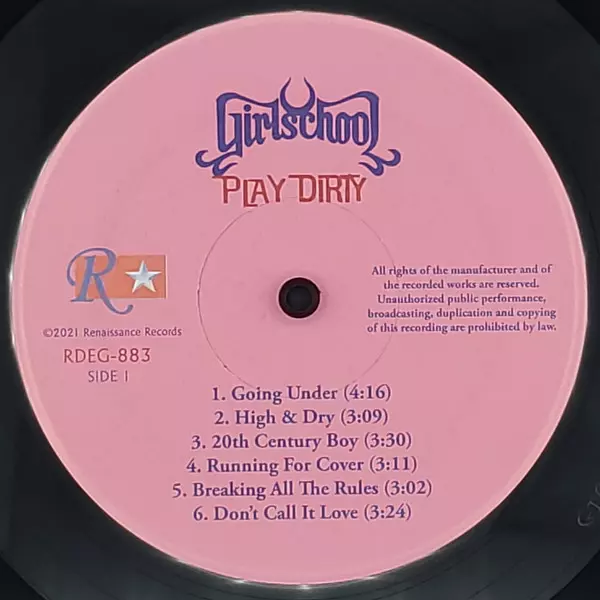 Girlschool
PLAY DIRTY
R
©2021 Renaissance Records
RDEG-883
SIDE 1
All rights of the manufacturer and of
the recorded works are reserved.
Unauthorized public performance,
broadcasting, duplication and copying
of this recording are prohibited by law.
1. Going Under (4:16)
2. High & Dry (3:09)
3. 20th Century Boy (3:30)
4. Running For Cover (3:11)
5. Breaking All The Rules (3:02)
6. Don't Call It Love (3:24)